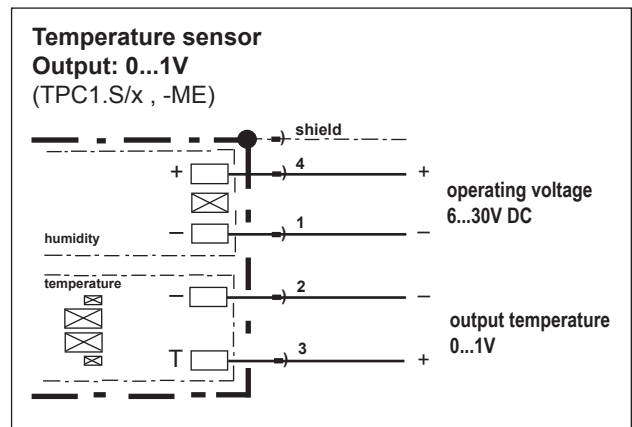 Temperature sensor
Output: 0...1V
(TPC1.S/x , -ME)
shield
+ 4 +
operating voltage
6...30V DC
– 1 –
humidity
temperature
– 2 –
output temperature
0...1V
T 3 +